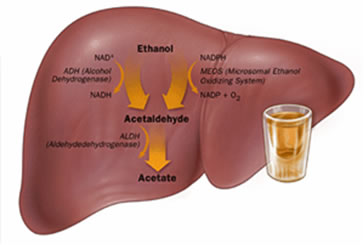 Ethanol
NAD⁺
ADH (Alcohol
Dehydrogenase)
NADH
NADPH
MEOS (Microsomal Ethanol
Oxidizing System)
NADP + O₂
Acetaldehyde
ALDH
(Aldehydedehydrogenase)
Acetate